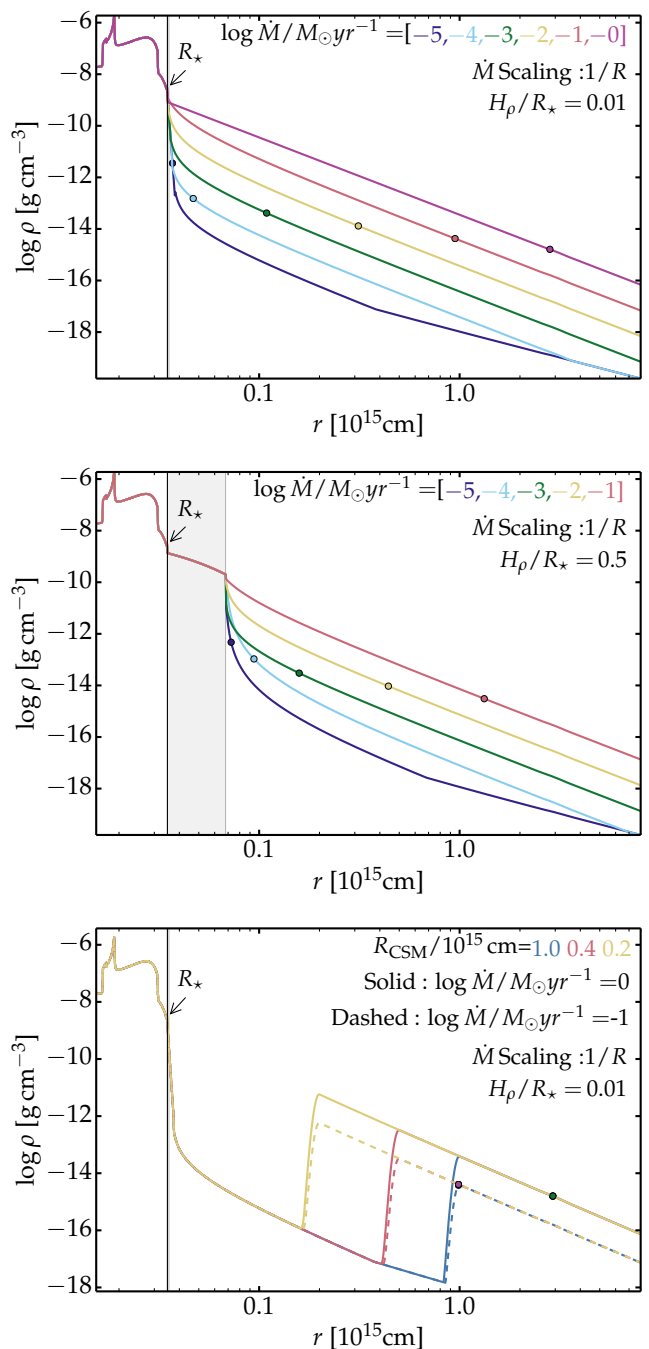 log Ṁ/M⊙yr⁻¹ =[−5,−4,−3,−2,−1,−0]
R⋆
Ṁ Scaling :1/R
Hρ/R⋆ = 0.01
−6
−8
−10
−12
−14
−16
−18
log ρ [g cm⁻³]
0.1 1.0
r [10¹⁵cm]
log Ṁ/M⊙yr⁻¹ =[−5,−4,−3,−2,−1]
R⋆
Ṁ Scaling :1/R
Hρ/R⋆ = 0.5
−6
−8
−10
−12
−14
−16
−18
log ρ [g cm⁻³]
0.1 1.0
r [10¹⁵cm]
R_CSM/10¹⁵ cm=1.0 0.4 0.2
R⋆
Solid : log Ṁ/M⊙yr⁻¹ =0
Dashed : log Ṁ/M⊙yr⁻¹ =-1
Ṁ Scaling :1/R
Hρ/R⋆ = 0.01
−6
−8
−10
−12
−14
−16
−18
log ρ [g cm⁻³]
0.1 1.0
r [10¹⁵cm]